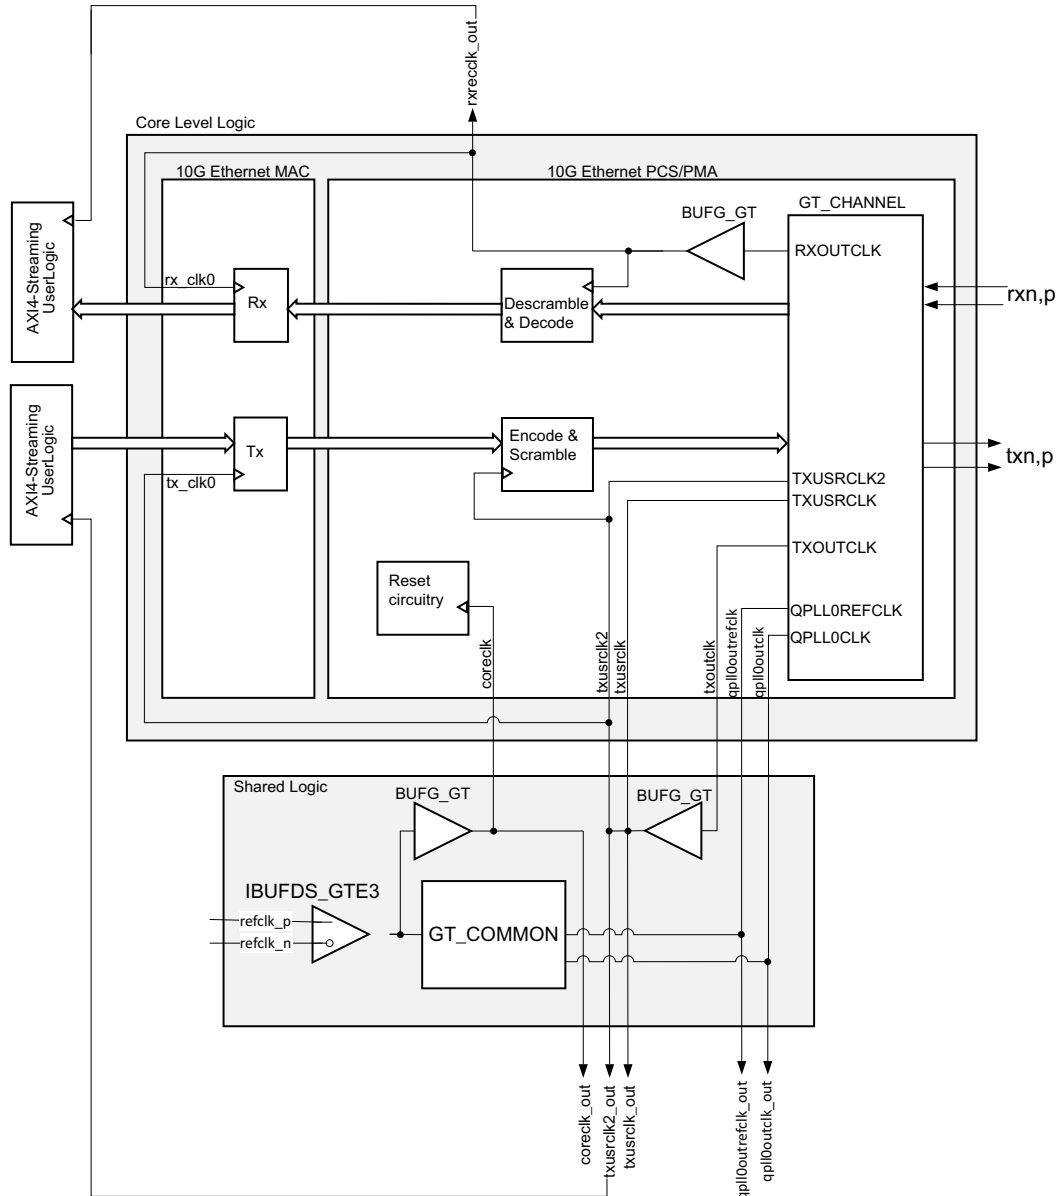 rxrecclk_out
Core Level Logic
10G Ethernet MAC
10G Ethernet PCS/PMA
GT_CHANNEL
BUFG_GT
RXOUTCLK
AXI4-Streaming
UserLogic
rx_clk0
Rx
Descramble
& Decode
rxn,p
AXI4-Streaming
UserLogic
Tx
tx_clk0
Encode &
Scramble
txn,p
TXUSRCLK2
TXUSRCLK
TXOUTCLK
Reset
circuitry
QPLL0REFCLK
QPLL0CLK
coreclk
txusrclk2
txusrclk
txoutclk
qpll0outrefclk
qpll0outclk
Shared Logic
BUFG_GT
BUFG_GT
IBUFDS_GTE3
refclk_p
refclk_n
GT_COMMON
coreclk_out
txusrclk2_out
txusrclk_out
qpll0outrefclk_out
qpll0outclk_out